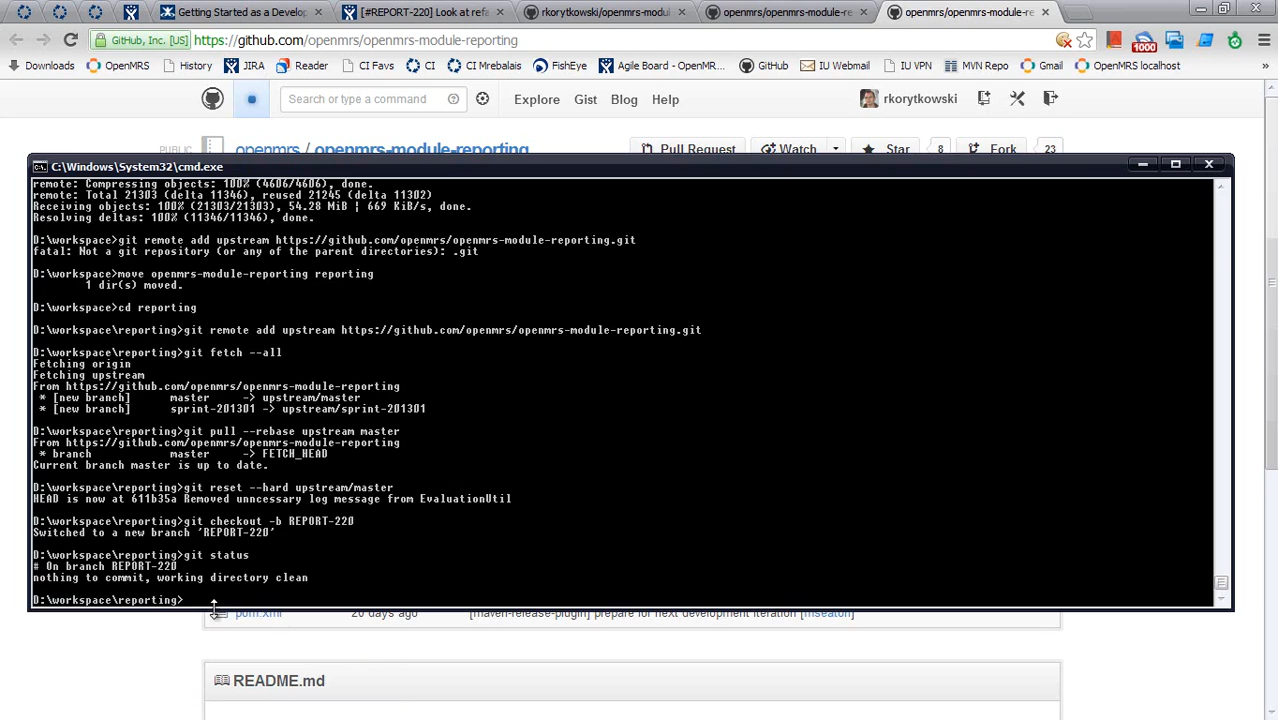 Getting Started as a Develop
[#REPORT-220] Look at refa
rkorytkowski/openmrs-modul
openmrs/openmrs-module-re
openmrs/openmrs-module-re
GitHub, Inc. [US]
https://github.com/openmrs/openmrs-module-reporting
1000
Downloads
OpenMRS
History
JIRA
Reader
CI Favs
CI
CI Mrebalais
FishEye
Agile Board - OpenMR...
GitHub
IU Webmail
IU VPN
MVN Repo
Gmail
OpenMRS localhost
»
Search or type a command
Explore
Gist
Blog
Help
rkorytkowski
PUBLIC
openmrs / openmrs-module-reporting
Pull Request
Watch
Star
8
Fork
23
C:\Windows\System32\cmd.exe
remote: Compressing objects: 100% (4606/4606), done.
remote: Total 21303 (delta 11346), reused 21245 (delta 11302)
Receiving objects: 100% (21303/21303), 54.28 MiB | 669 KiB/s, done.
Resolving deltas: 100% (11346/11346), done.
D:\workspace>git remote add upstream https://github.com/openmrs/openmrs-module-reporting.git
fatal: Not a git repository (or any of the parent directories): .git
D:\workspace>move openmrs-module-reporting reporting
1 dir(s) moved.
D:\workspace>cd reporting
D:\workspace\reporting>git remote add upstream https://github.com/openmrs/openmrs-module-reporting.git
D:\workspace\reporting>git fetch --all
Fetching origin
Fetching upstream
From https://github.com/openmrs/openmrs-module-reporting
* [new branch] master -> upstream/master
* [new branch] sprint-201301 -> upstream/sprint-201301
D:\workspace\reporting>git pull --rebase upstream master
From https://github.com/openmrs/openmrs-module-reporting
* branch master -> FETCH_HEAD
Current branch master is up to date.
D:\workspace\reporting>git reset --hard upstream/master
HEAD is now at 611b35a Removed unncessary log message from EvaluationUtil
D:\workspace\reporting>git checkout -b REPORT-220
Switched to a new branch 'REPORT-220'
D:\workspace\reporting>git status
# On branch REPORT-220
nothing to commit, working directory clean
D:\workspace\reporting>
pom.xml
20 days ago
[maven-release-plugin] prepare for next development iteration [mseaton]
README.md